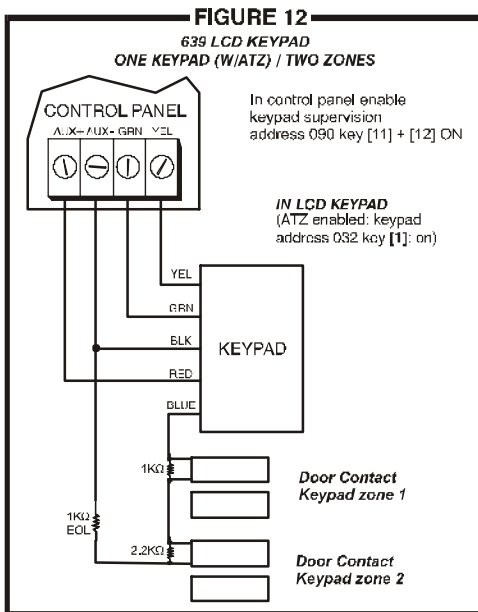 FIGURE 12
639 LCD KEYPAD
ONE KEYPAD (W/ATZ) / TWO ZONES
CONTROL PANEL
AUX+ AUX- GRN YEL
In control panel enable
keypad supervision
address 090 key [11] + [12] ON
IN LCD KEYPAD
(ATZ enabled: keypad
address 032 key [1]: on)
YEL
GRN
BLK
RED
BLUE
KEYPAD
1KΩ
Door Contact
Keypad zone 1
1KΩ
EOL
2.2KΩ
Door Contact
Keypad zone 2